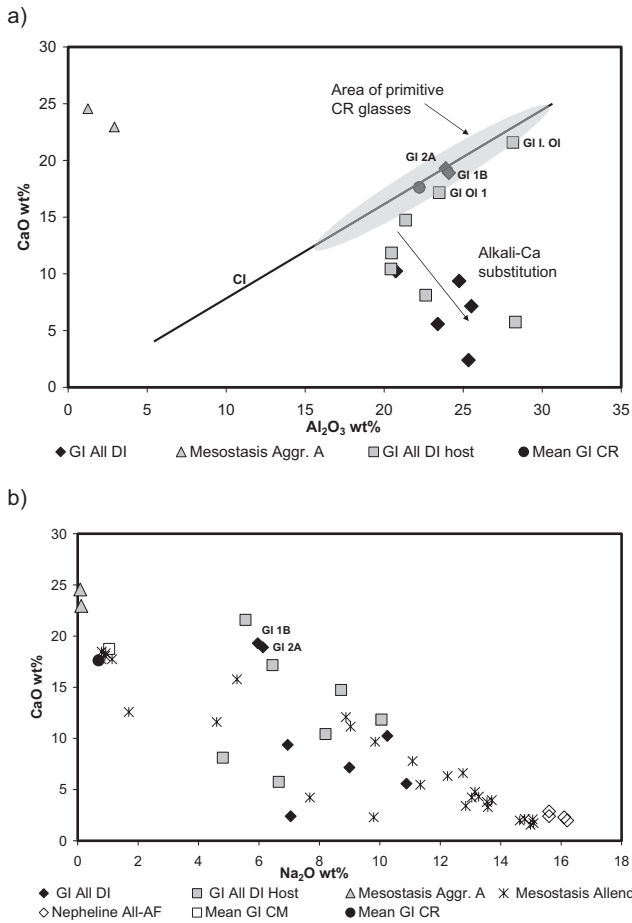 a)
30
25
20
15
10
5
0
CaO wt%
Area of primitive
CR glasses
GI 2A
GI 1B
GI I. Ol
GI Ol 1
CI
Alkali-Ca
substitution
0 5 10 15 20 25 30 35
Al₂O₃ wt%
GI All DI Mesostasis Aggr. A GI All DI host Mean GI CR
b)
30
25
20
15
10
5
0
CaO wt%
GI 1B
GI 2A
0 2 4 6 8 10 12 14 16 18
Na₂O wt%
GI All DI GI All DI Host Mesostasis Aggr. A Mesostasis Allend
Nepheline All-AF Mean GI CM Mean GI CR